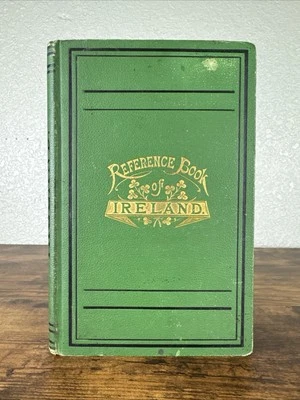 REFERENCE BOOK
OF
IRELAND.